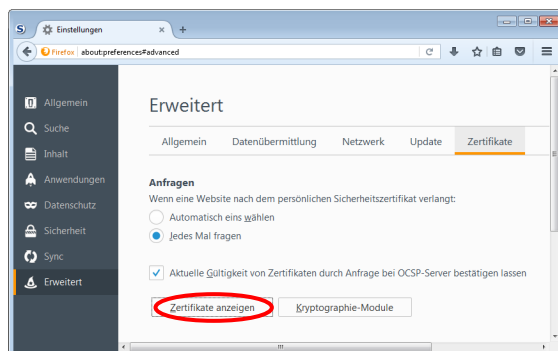 Einstellungen
Firefox about:preferences#advanced
Allgemein
Suche
Inhalt
Anwendungen
Datenschutz
Sicherheit
Sync
Erweitert
Erweitert
Allgemein Datenübermittlung Netzwerk Update Zertifikate
Anfragen
Wenn eine Website nach dem persönlichen Sicherheitszertifikat verlangt:
Automatisch eins wählen
Jedes Mal fragen
Aktuelle Gültigkeit von Zertifikaten durch Anfrage bei OCSP-Server bestätigen lassen
Zertifikate anzeigen Kryptographie-Module